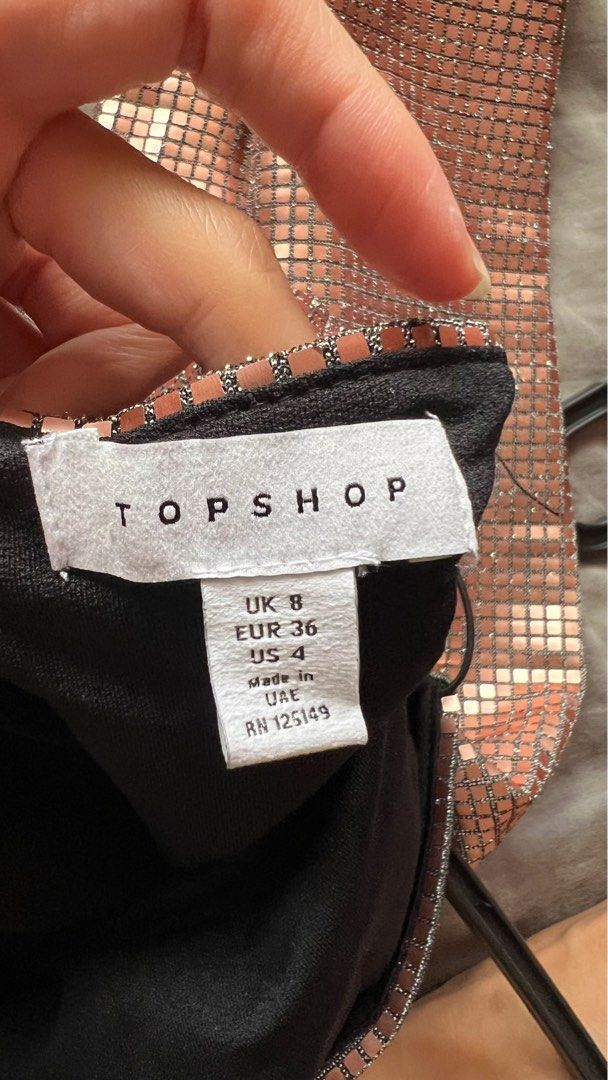 TOPSHOP
UK 8
EUR 36
US 4
Made in
UAE
RN 125149